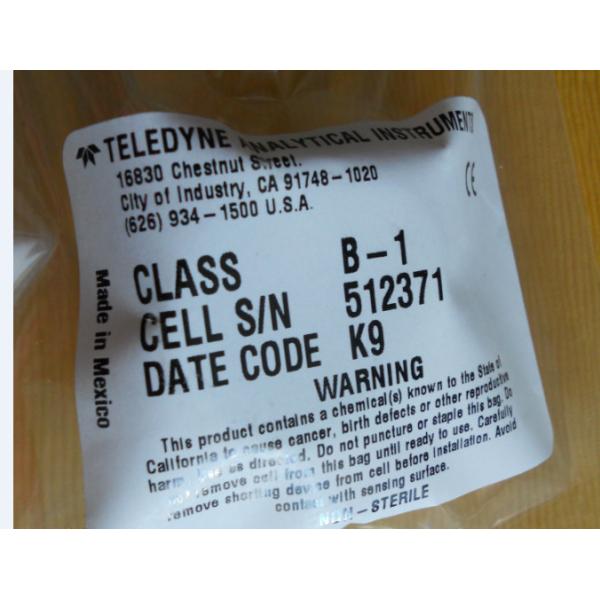 TELEDYNE ANALYTICAL INSTRUMENT
16830 Chestnut Street.
City of Industry, CA 91748-1020
(626) 934-1500 U.S.A.
CE
CLASS B-1
CELL S/N 512371
DATE CODE K9
Made in Mexico
WARNING
This product contains a chemical(s) known to the State of
California to cause cancer, birth defects or other reproductive
harm. Use as directed. Do not puncture or staple this bag. Do
not remove cell from this bag until ready to use. Carefully
remove shorting device from cell before installation. Avoid
contact with sensing surface.
NON-STERILE